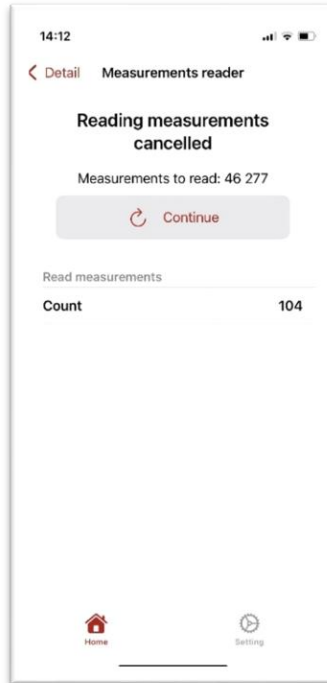 14:12
Detail Measurements reader
Reading measurements
cancelled
Measurements to read: 46 277
Continue
Read measurements
Count 104
Home Setting